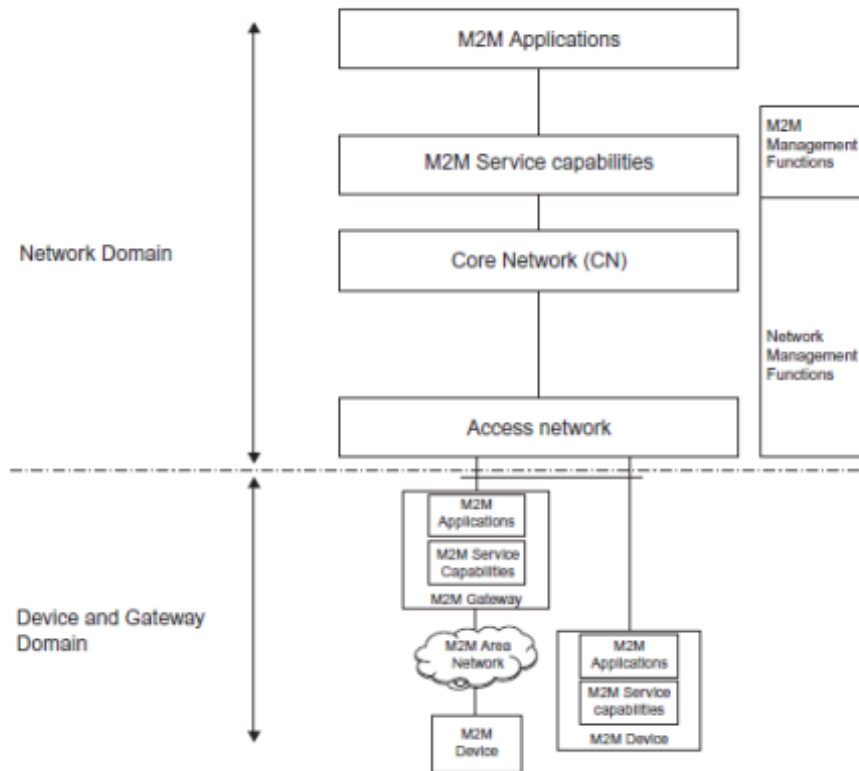 M2M Applications
M2M Service capabilities
M2M
Management
Functions
Network Domain
Core Network (CN)
Network
Management
Functions
Access network
M2M
Applications
M2M Service
Capabilities
M2M Gateway
Device and Gateway
Domain
M2M Area
Network
M2M
Device
M2M
Applications
M2M Service
capabilities
M2M Device